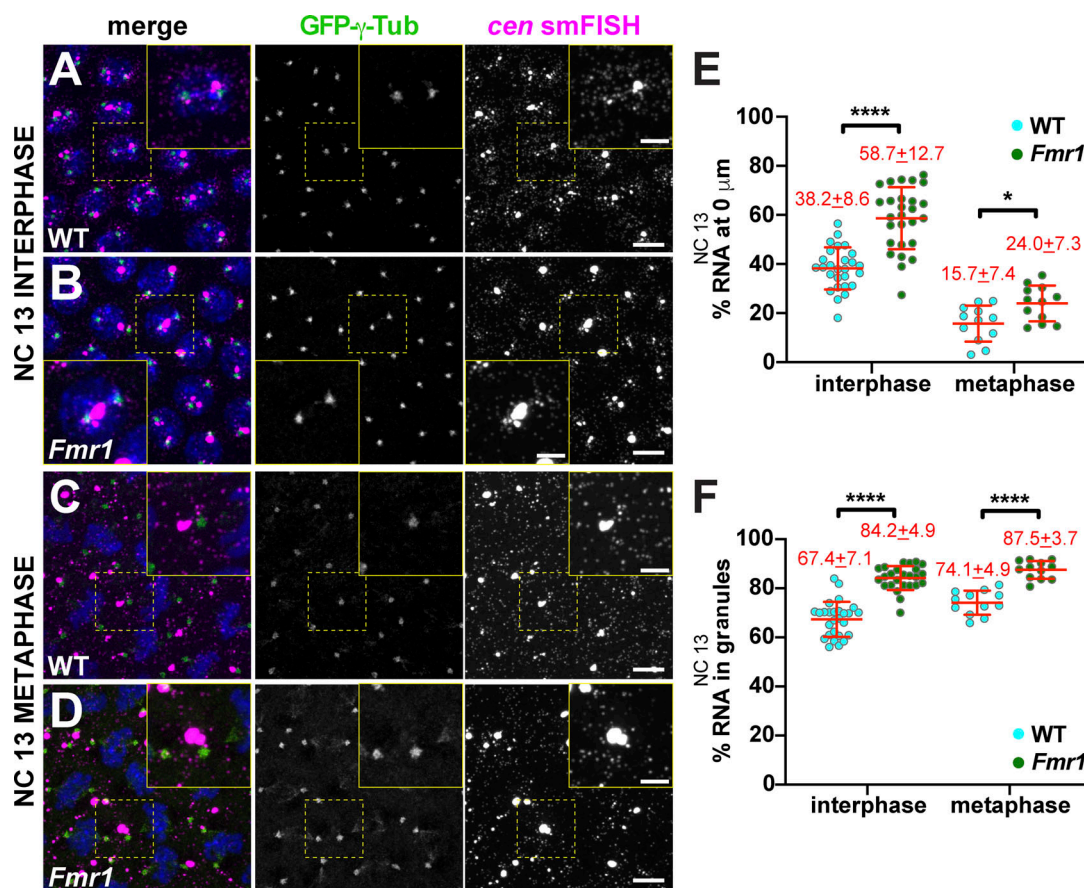 merge
GFP-γ-Tub
cen smFISH
NC 13 INTERPHASE
A
WT
B
Fmr1
NC 13 METAPHASE
C
WT
D
Fmr1
E
NC 13
% RNA at 0 μm
100
80
60
40
20
0
WT
Fmr1
****
58.7±12.7
38.2±8.6
*
24.0±7.3
15.7±7.4
interphase
metaphase
F
NC 13
% RNA in granules
100
80
60
40
20
0
****
84.2±4.9
67.4±7.1
****
87.5±3.7
74.1±4.9
WT
Fmr1
interphase
metaphase